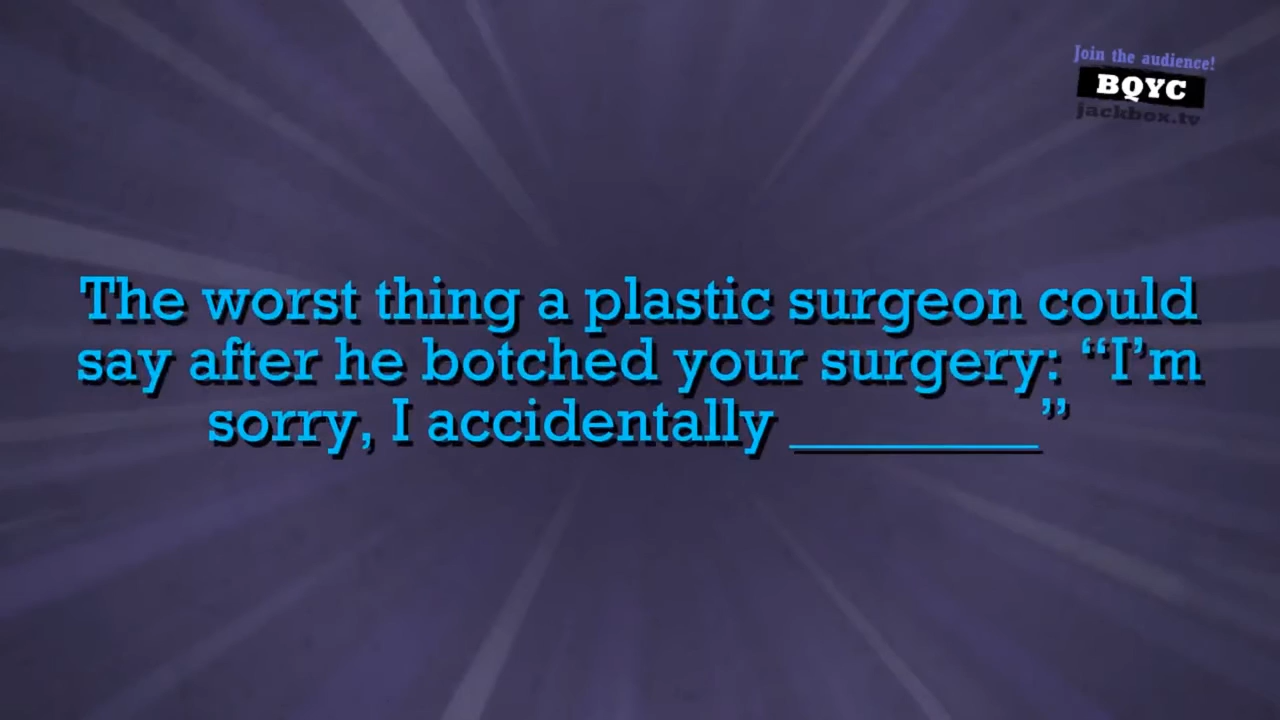 Join the audience!
BQYC
jackbox.tv
The worst thing a plastic surgeon could
say after he botched your surgery: “I’m
sorry, I accidentally ________”